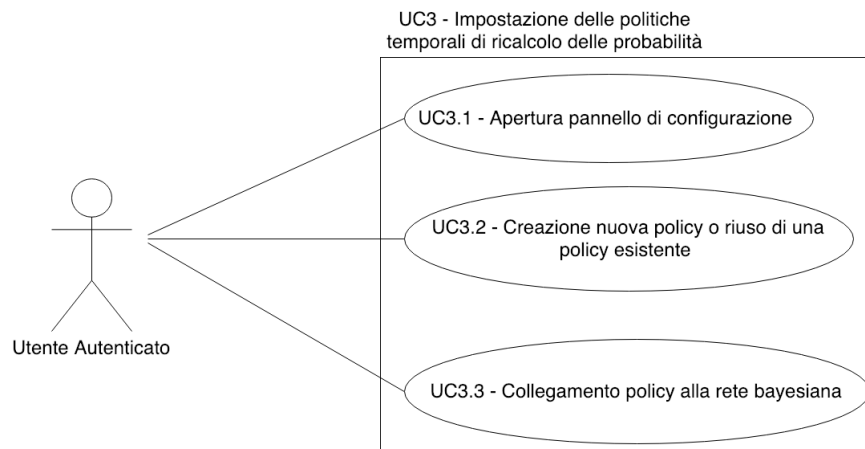 UC3 - Impostazione delle politiche
temporali di ricalcolo delle probabilità
UC3.1 - Apertura pannello di configurazione
UC3.2 - Creazione nuova policy o riuso di una
policy esistente
Utente Autenticato
UC3.3 - Collegamento policy alla rete bayesiana